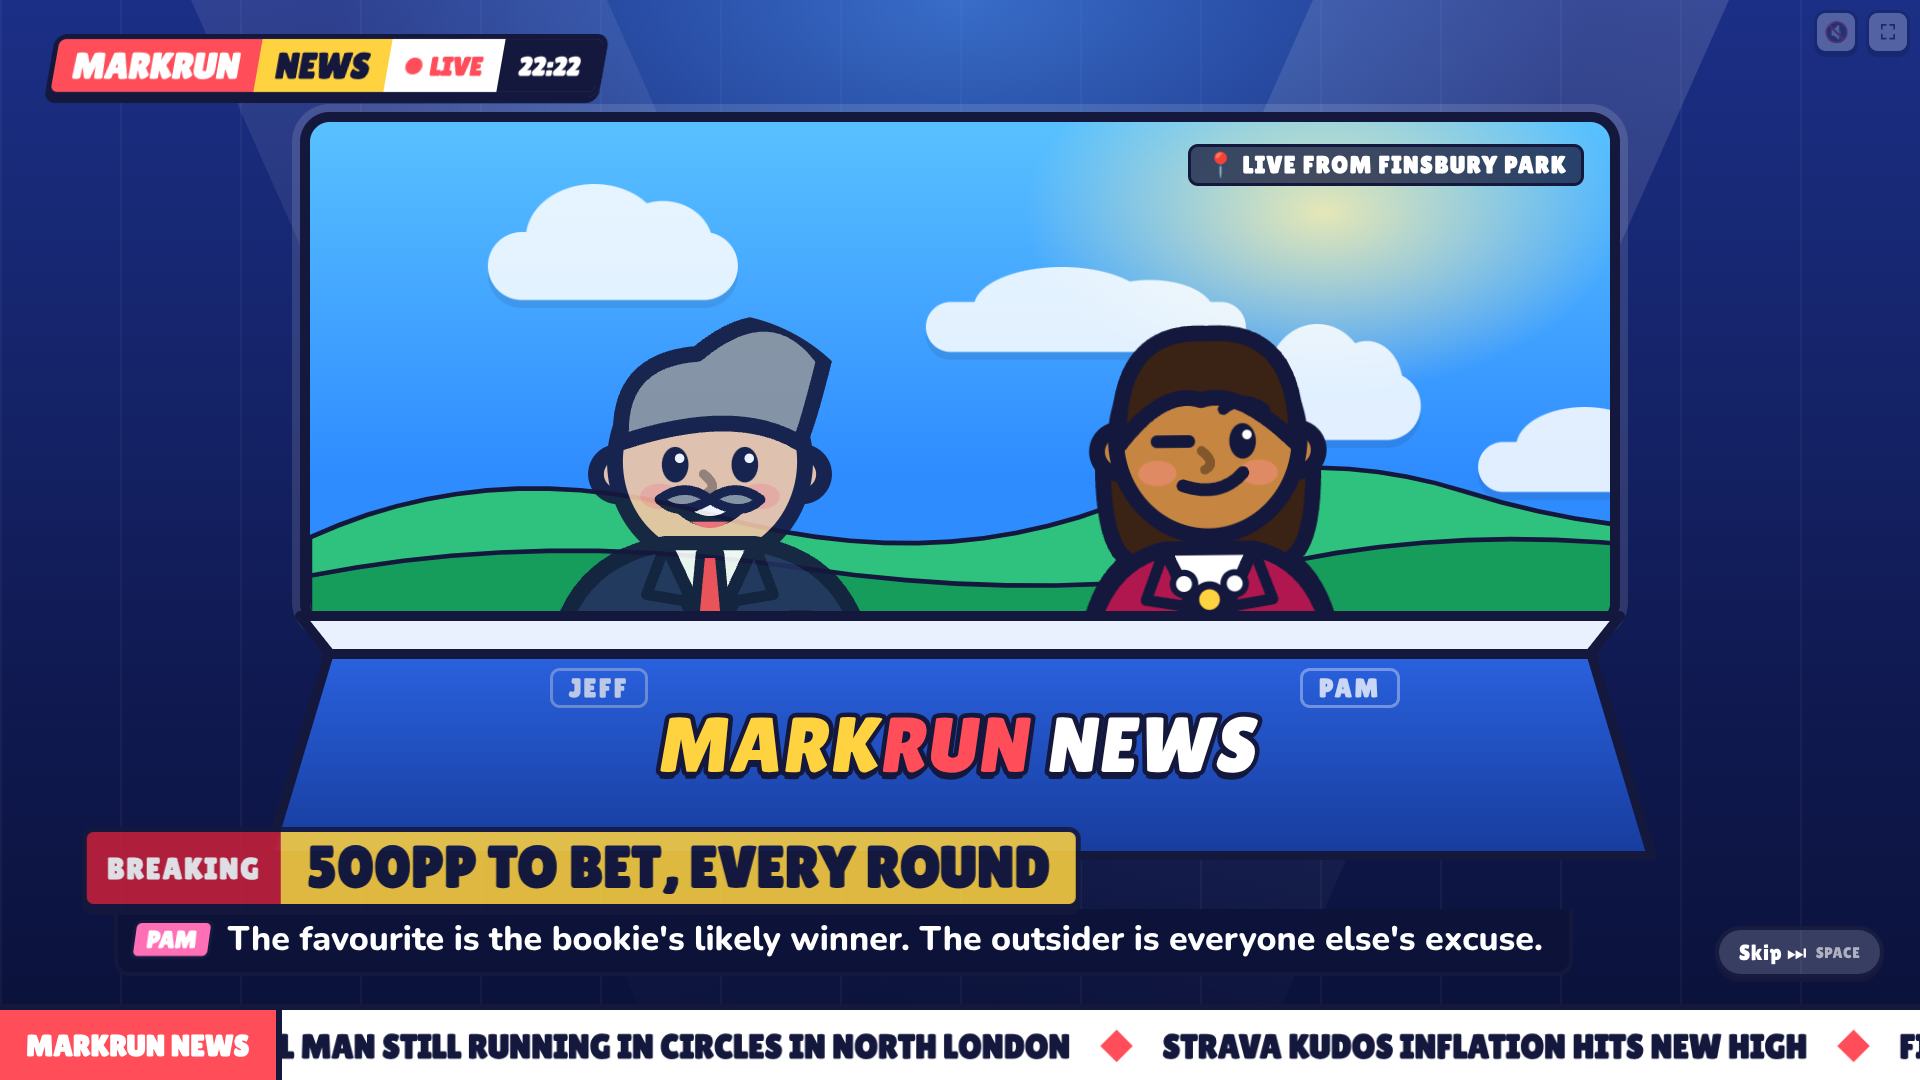 MARKRUN NEWS LIVE 22:22
LIVE FROM FINSBURY PARK
JEFF
PAM
MARKRUN NEWS
BREAKING 500PP TO BET, EVERY ROUND
PAM The favourite is the bookie's likely winner. The outsider is everyone else's excuse.
Skip SPACE
MARKRUN NEWS MAN STILL RUNNING IN CIRCLES IN NORTH LONDON STRAVA KUDOS INFLATION HITS NEW HIGH